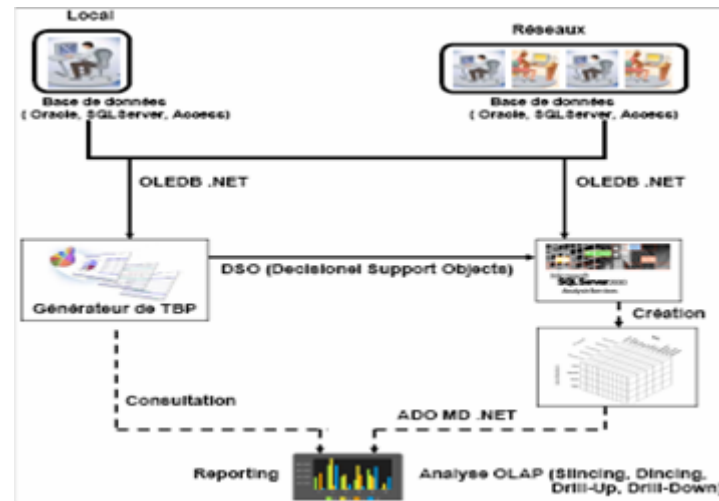 Local
Réseaux
Base de données
( Oracle, SQLServer, Access)
Base de données
( Oracle, SQLServer, Access)
OLEDB .NET
OLEDB .NET
DSO (Decisionel Support Objects)
Générateur de TBP
SQLServer2000
Analysis Services
Création
Consultation
ADO MD .NET
Reporting
Analyse OLAP (Slincing, Dincing,
Drill-Up, Drill-Down)